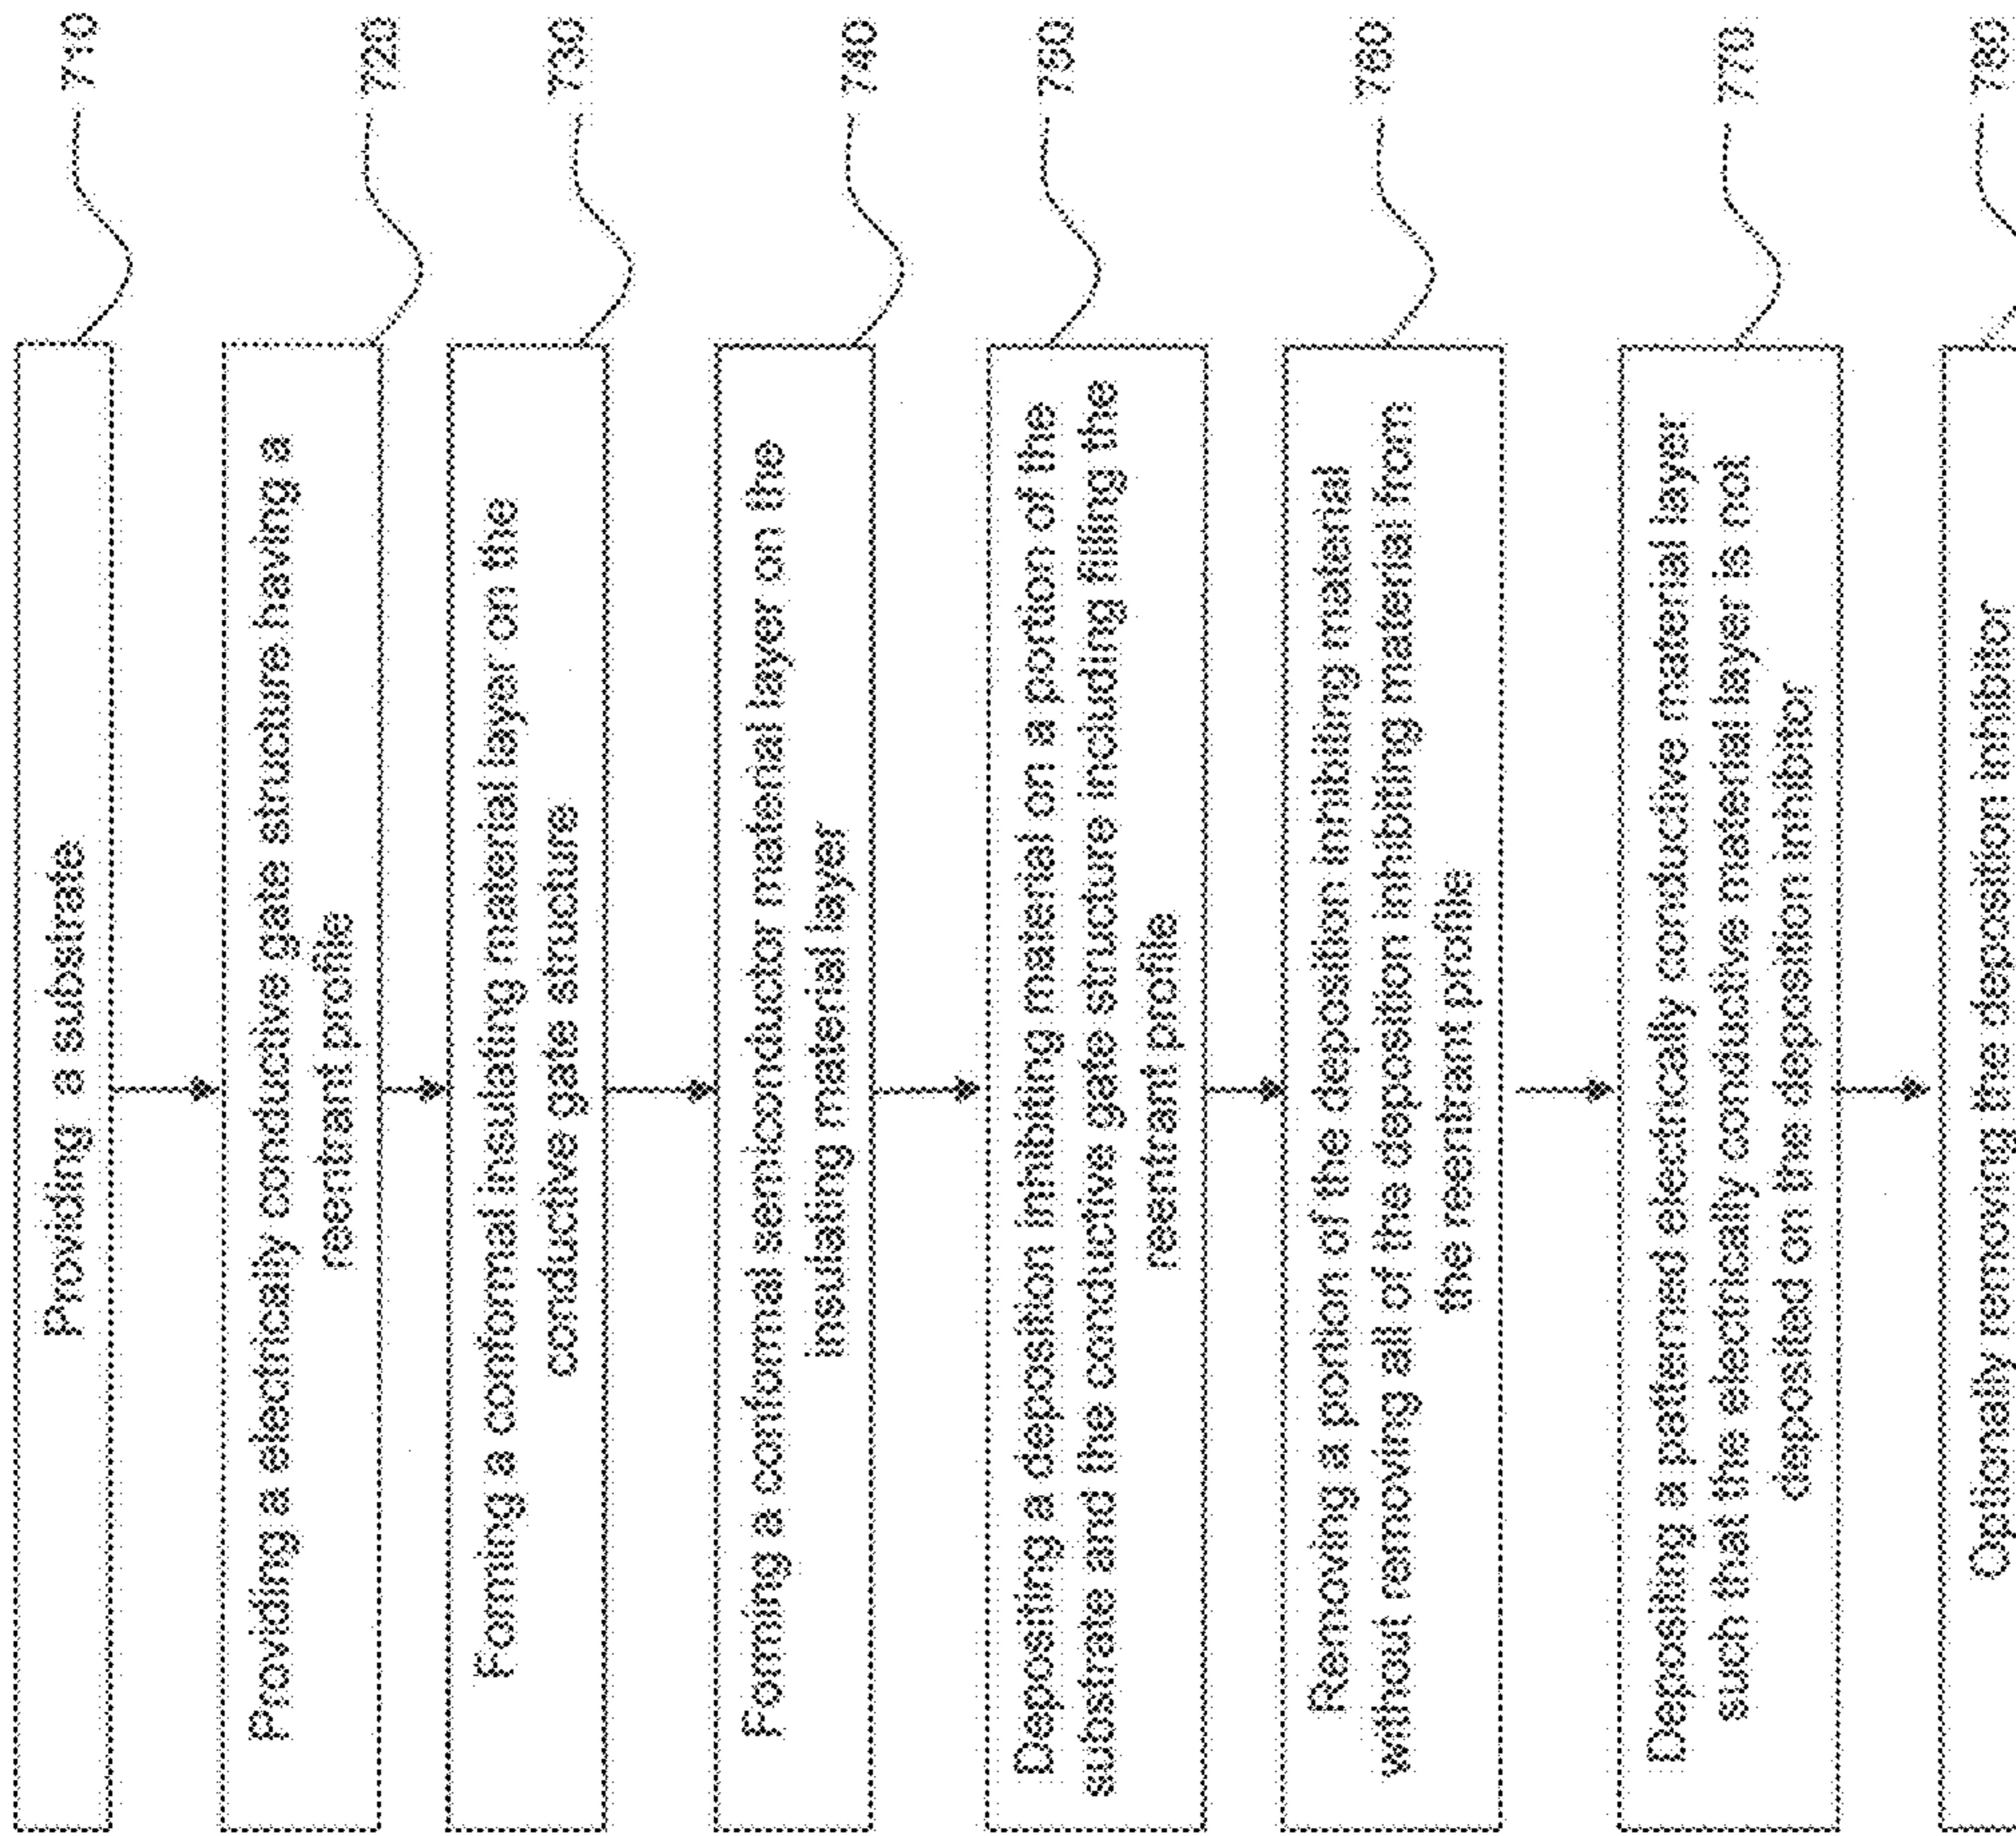 Providing a substrate
710
Providing a electrically conductive gate structure having a
reentrant profile
720
Forming a conformal insulating material layer on the
conductive gate structure
730
Forming a conformal semiconductor material layer on the
insulating material layer
740
Depositing a deposition inhibiting material on a portion of the
substrate and the conductive gate structure including filling the
reentrant profile
750
Removing a portion of the deposition inhibiting material
without removing all of the deposition inhibiting material from
the reentrant profile
760
Depositing a patterned electrically conductive material layer
such that the electrically conductive material layer is not
deposited on the deposition inhibitor
770
Optionally removing the deposition inhibitor
780